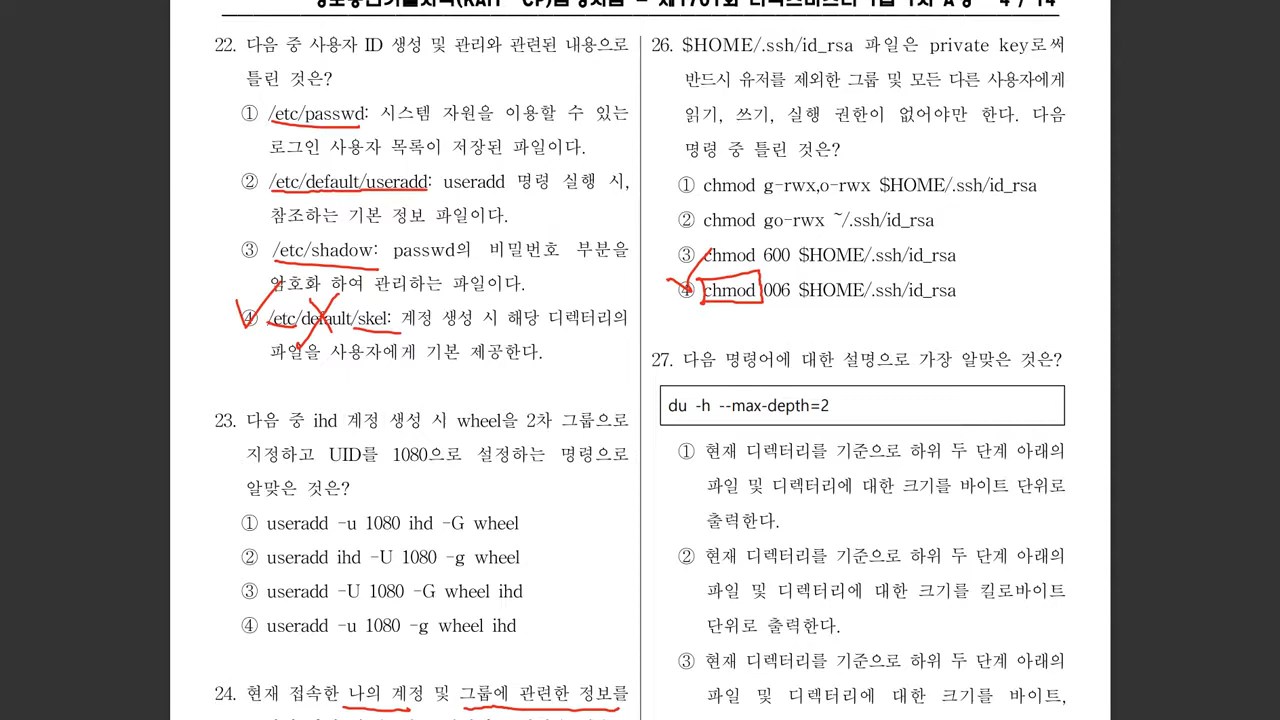 22. 다음 중 사용자 ID 생성 및 관리와 관련된 내용으로
틀린 것은?
① /etc/passwd: 시스템 자원을 이용할 수 있는
로그인 사용자 목록이 저장된 파일이다.
② /etc/default/useradd: useradd 명령 실행 시,
참조하는 기본 정보 파일이다.
③ /etc/shadow: passwd의 비밀번호 부분을
암호화 하여 관리하는 파일이다.
④ /etc/default/skel: 계정 생성 시 해당 디렉터리의
파일을 사용자에게 기본 제공한다.
23. 다음 중 ihd 계정 생성 시 wheel을 2차 그룹으로
지정하고 UID를 1080으로 설정하는 명령으로
알맞은 것은?
① useradd -u 1080 ihd -G wheel
② useradd ihd -U 1080 -g wheel
③ useradd -U 1080 -G wheel ihd
④ useradd -u 1080 -g wheel ihd
24. 현재 접속한 나의 계정 및 그룹에 관련한 정보를
26. $HOME/.ssh/id_rsa 파일은 private key로써
반드시 유저를 제외한 그룹 및 모든 다른 사용자에게
읽기, 쓰기, 실행 권한이 없어야만 한다. 다음
명령 중 틀린 것은?
① chmod g-rwx,o-rwx $HOME/.ssh/id_rsa
② chmod go-rwx ~/.ssh/id_rsa
③ chmod 600 $HOME/.ssh/id_rsa
④ chmod 006 $HOME/.ssh/id_rsa
27. 다음 명령어에 대한 설명으로 가장 알맞은 것은?
du -h --max-depth=2
① 현재 디렉터리를 기준으로 하위 두 단계 아래의
파일 및 디렉터리에 대한 크기를 바이트 단위로
출력한다.
② 현재 디렉터리를 기준으로 하위 두 단계 아래의
파일 및 디렉터리에 대한 크기를 킬로바이트
단위로 출력한다.
③ 현재 디렉터리를 기준으로 하위 두 단계 아래의
파일 및 디렉터리에 대한 크기를 바이트,